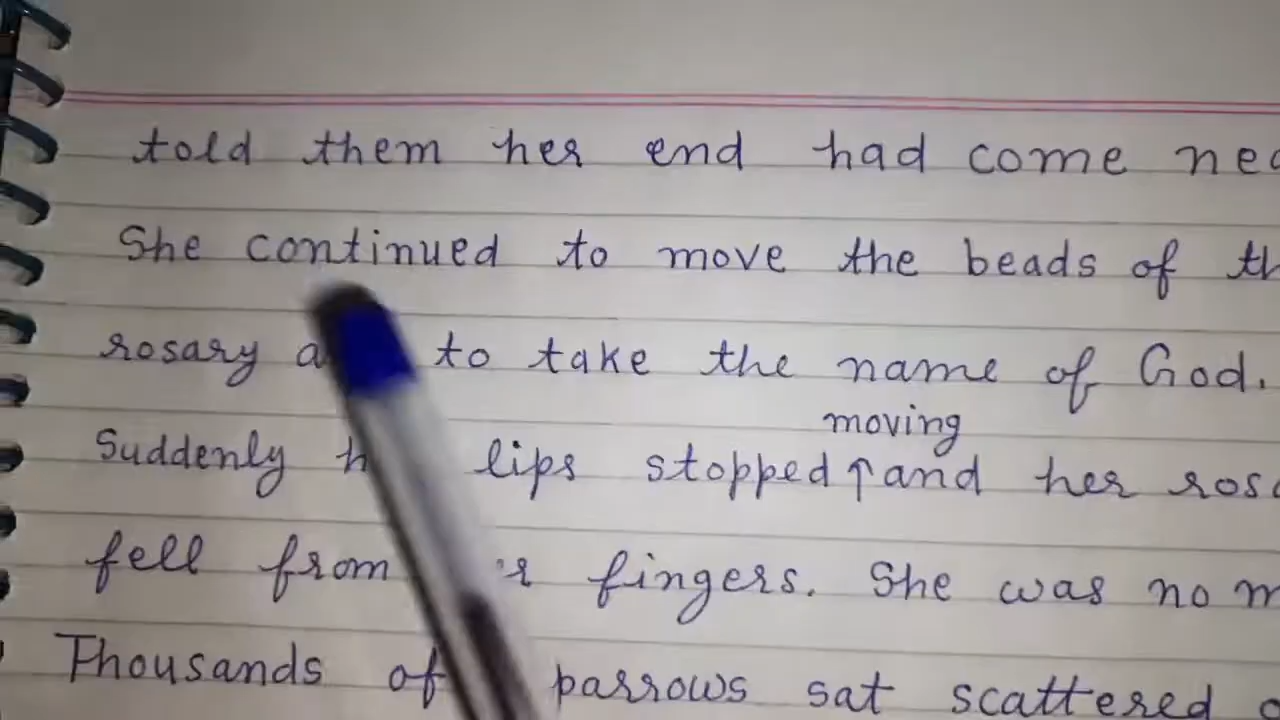 told them her end had come
She continued to move the beads of
rosary to take the name of God.
moving
Suddenly lips stopped ↑ and her
fell from fingers. She was no
Thousands of parrows sat scattered